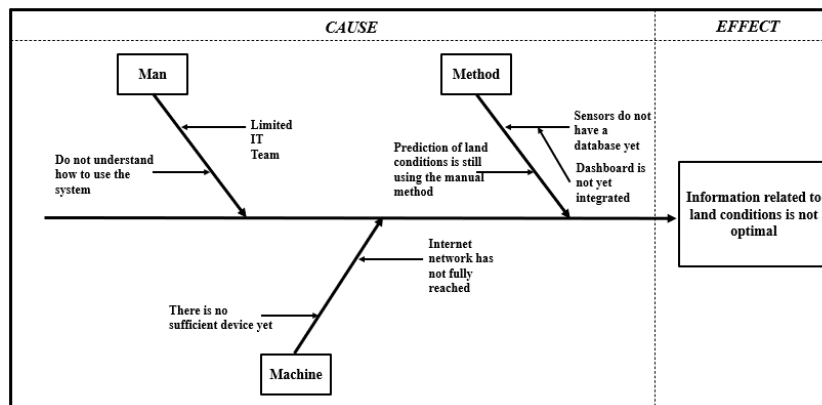 CAUSE
EFFECT
Man
Method
Limited
IT
Team
Do not understand
how to use the
system
Sensors do not
have a
database yet
Prediction of land
conditions is still
using the manual
method
Dashboard is
not yet
integrated
Information related to
land conditions is not
optimal
Internet
network has
not fully
reached
There is no
sufficient device yet
Machine